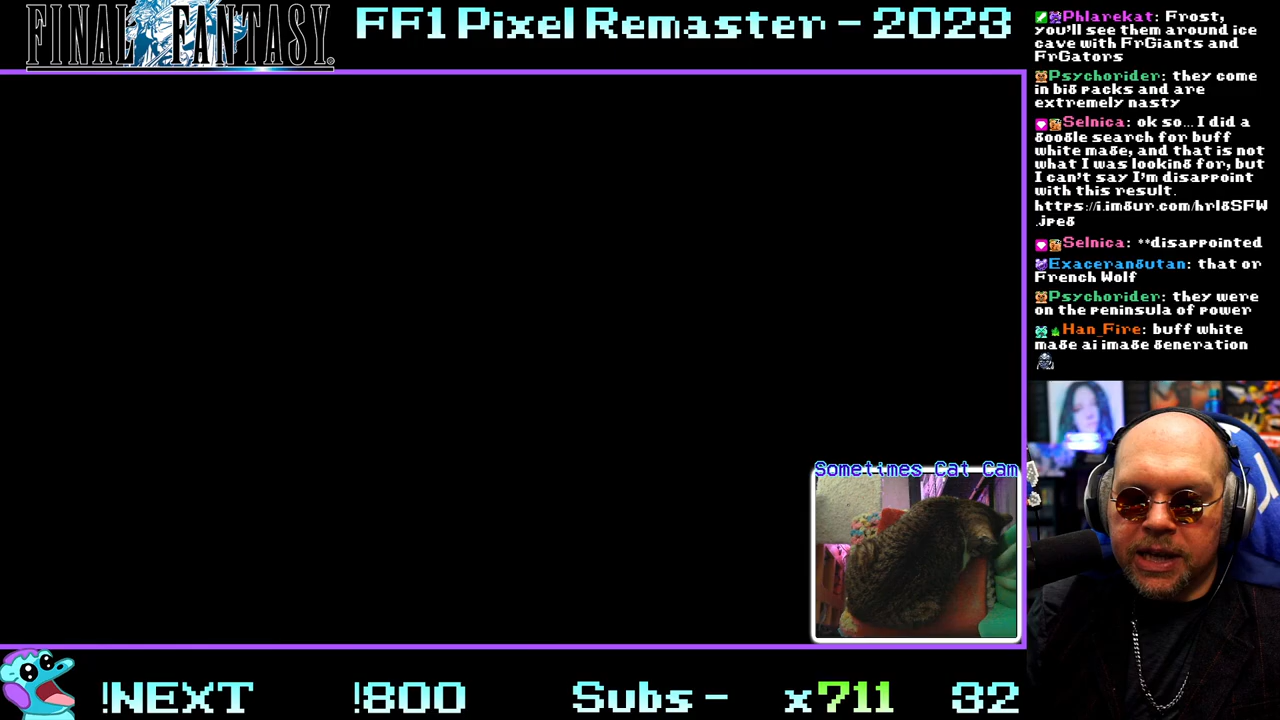 FINAL FANTASY
FF1 Pixel Remaster - 2023
Phlarekat: Frost,
you'll see them around ice
cave with FrGiants and
FrGators
Psychorider: they come
in big packs and are
extremely nasty
Selnica: ok so... I did a
google search for buff
white mage, and that is not
what I was looking for, but
I can't say I'm disappoint
with this result.
https://i.imgur.com/hrlgSFW
.jpeg
Selnica: **disappointed
Exacerangutan: that or
French Wolf
Psychorider: they were
on the peninsula of power
Han_Fire: buff white
mage ai image generation
Sometimes Cat Cam
!NEXT !800 Subs - x711 32